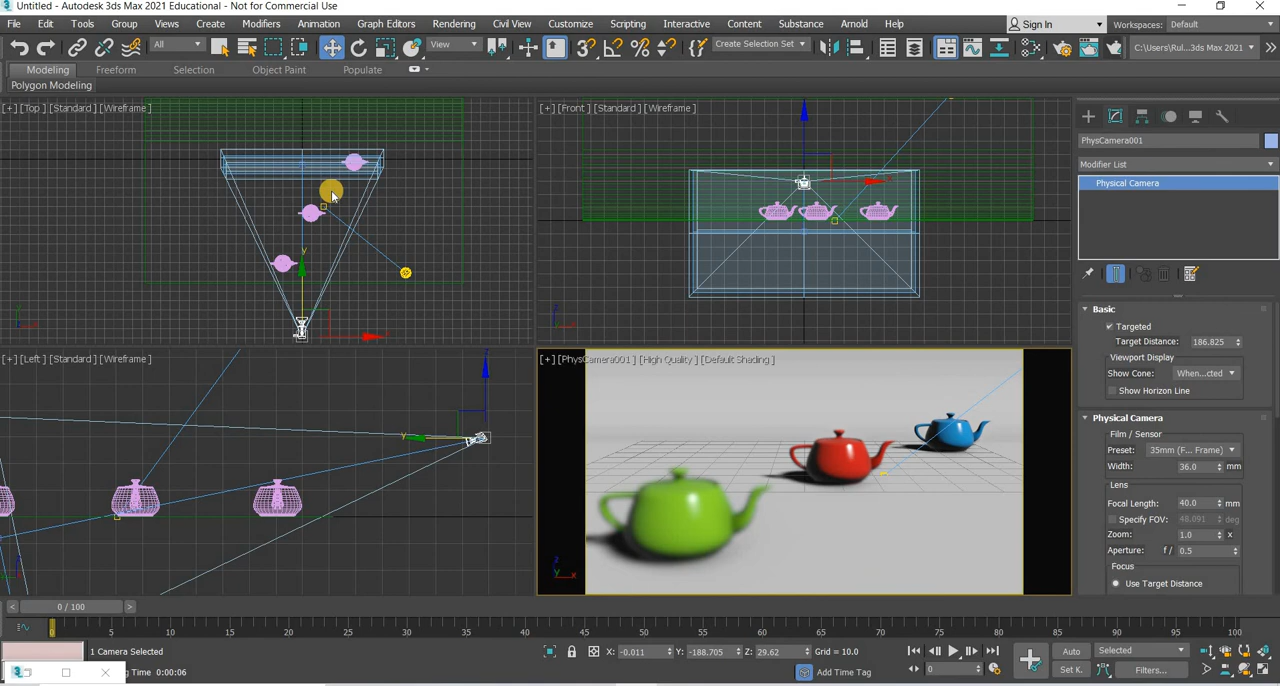 Untitled - Autodesk 3ds Max 2021 Educational - Not for Commercial Use
File Edit Tools Group Views Create Modifiers Animation Graph Editors Rendering Civil View Customize Scripting Interactive Content Substance Arnold Help Sign In Workspaces: Default
All View Create Selection Set C:\Users\Rul...3ds Max 2021
Modeling Freeform Selection Object Paint Populate
Polygon Modeling
[+] [Top ] [Standard ] [Wireframe ]
[+] [Front ] [Standard ] [Wireframe ]
PhysCamera001
Modifier List
Physical Camera
Basic
Targeted
Target Distance: 186.825
Viewport Display
Show Cone: When...cted
Show Horizon Line
[+] [Left ] [Standard ] [Wireframe ]
[+] [PhysCamera001 ] [High Quality ] [Default Shading ]
Physical Camera
Film / Sensor
Preset: 35mm (F... Frame)
Width: 36.0 mm
Lens
Focal Length: 40.0 mm
Specify FOV: 48.091 deg
Zoom: 1.0 x
Aperture: f / 0.5
Focus
Use Target Distance
0 / 100
0 5 10 15 20 25 30 35 40 45 50 55 60 65 70 75 80 85 90 95 100
1 Camera Selected X: -0.011 Y: -188.705 Z: 29.62 Grid = 10.0 Auto Selected
g Time 0:00:06 Add Time Tag 0 Set K. Filters...